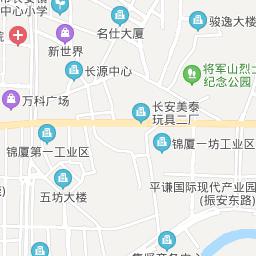 中心小学
院
名仕大厦
骏逸大楼
新世界
长源中心
将军山烈士
纪念公园
万科广场
长安美泰
玩具二厂
锦厦第一工业区
锦厦一坊工业区
五坊大楼
平谦国际现代产业园
(振安东路)